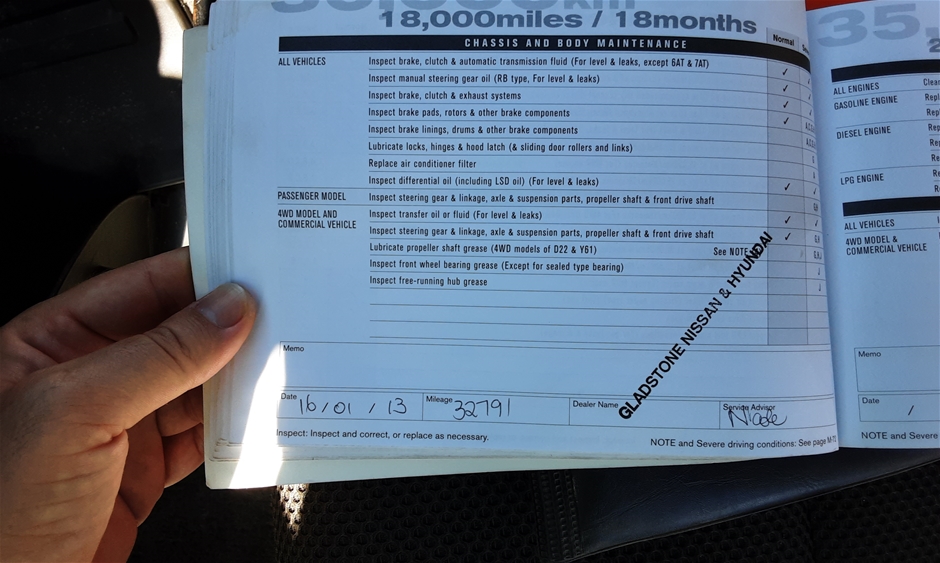 18,000miles / 18months
CHASSIS AND BODY MAINTENANCE
Normal
ALL VEHICLES
Inspect brake, clutch & automatic transmission fluid (For level & leaks, except 6AT & 7AT)
✓
Inspect manual steering gear oil (RB type, For level & leaks)
✓
Inspect brake, clutch & exhaust systems
✓
Inspect brake pads, rotors & other brake components
✓
Inspect brake linings, drums & other brake components
Lubricate locks, hinges & hood latch (& sliding door rollers and links)
Replace air conditioner filter
Inspect differential oil (including LSD oil) (For level & leaks)
✓
PASSENGER MODEL
Inspect steering gear & linkage, axle & suspension parts, propeller shaft & front drive shaft
G,H
4WD MODEL AND
COMMERCIAL VEHICLE
Inspect transfer oil or fluid (For level & leaks)
✓
Inspect steering gear & linkage, axle & suspension parts, propeller shaft & front drive shaft
✓
G,H
Lubricate propeller shaft grease (4WD models of D22 & Y61)
See NOTE
Inspect front wheel bearing grease (Except for sealed type bearing)
Inspect free-running hub grease
GLADSTONE NISSAN & HYUNDAI
Memo
Date
16/01/13
Mileage
32791
Dealer Name
Service Advisor
Nicole
Inspect: Inspect and correct, or replace as necessary.
NOTE and Severe driving conditions: See page
35,
ALL ENGINES
GASOLINE ENGINE
DIESEL ENGINE
LPG ENGINE
ALL VEHICLES
4WD MODEL &
COMMERCIAL VEHICLE
Memo
Date
/
NOTE and Severe